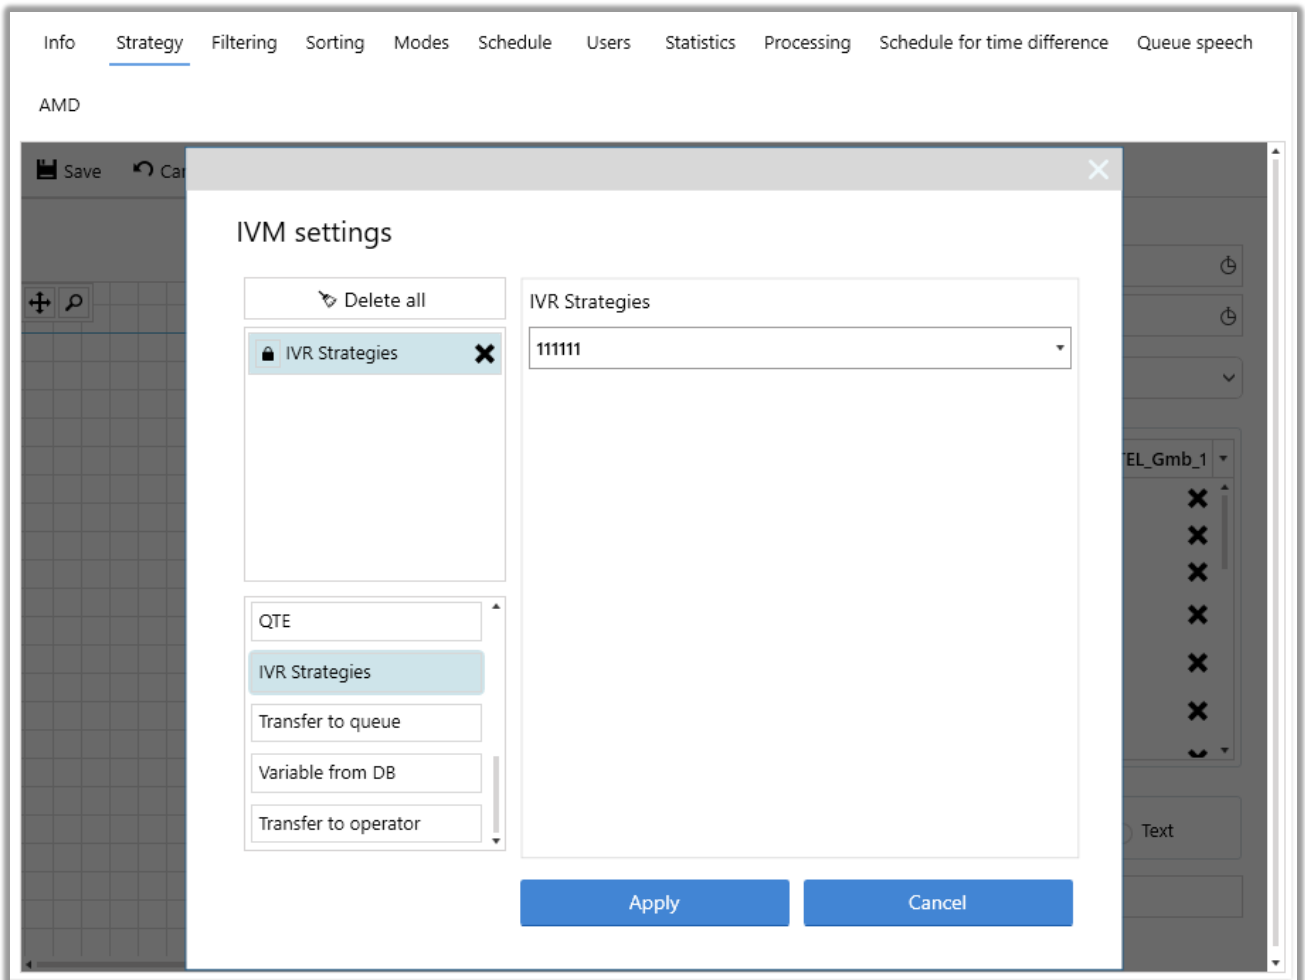 Info Strategy Filtering Sorting Modes Schedule Users Statistics Processing Schedule for time difference Queue speech
AMD
Save
IVM settings
Delete all
IVR Strategies
IVR Strategies
111111
QTE
IVR Strategies
Transfer to queue
Variable from DB
Transfer to operator
TEL_Gmb_1
Text
Apply Cancel